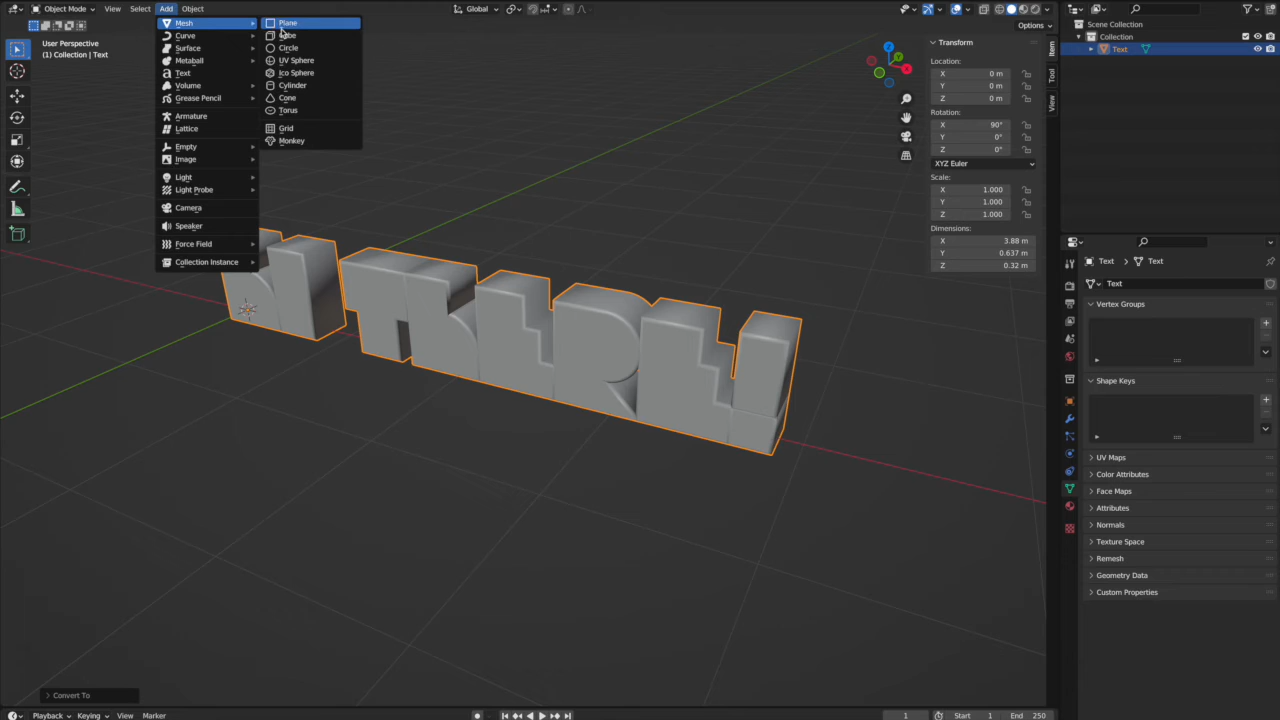 Object Mode View Select Add Object Global
Options
User Perspective
(1) Collection | Text
Mesh
Curve
Surface
Metaball
Text
Volume
Grease Pencil
Armature
Lattice
Empty
Image
Light
Light Probe
Camera
Speaker
Force Field
Collection Instance
Plane
Cube
Circle
UV Sphere
Ico Sphere
Cylinder
Cone
Torus
Grid
Monkey
Transform
Location:
X 0 m
Y 0 m
Z 0 m
Rotation:
X 90°
Y 0°
Z 0°
XYZ Euler
Scale:
X 1.000
Y 1.000
Z 1.000
Dimensions:
X 3.88 m
Y 0.637 m
Z 0.32 m
Item
Tool
View
Z
Y
X
Scene Collection
Collection
Text
Text Text
Text
Vertex Groups
Shape Keys
UV Maps
Color Attributes
Face Maps
Attributes
Normals
Texture Space
Remesh
Geometry Data
Custom Properties
Convert To
Playback Keying View Marker
1 Start 1 End 250